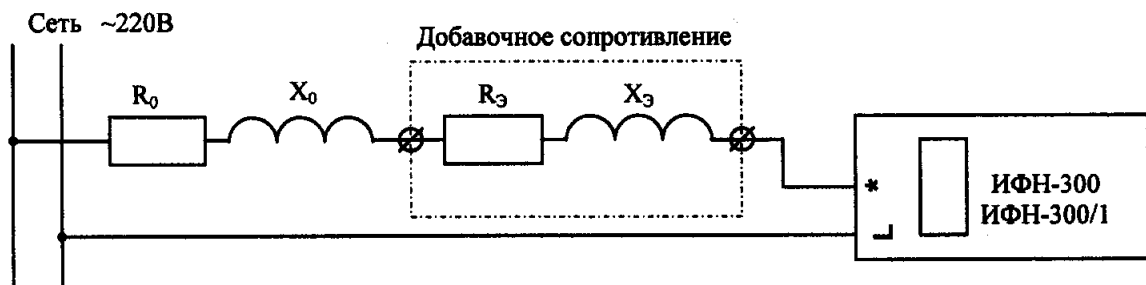 Сеть ~220В
Добавочное сопротивление
R₀
X₀
Rэ
Xэ
*
ИФН-300
ИФН-300/1